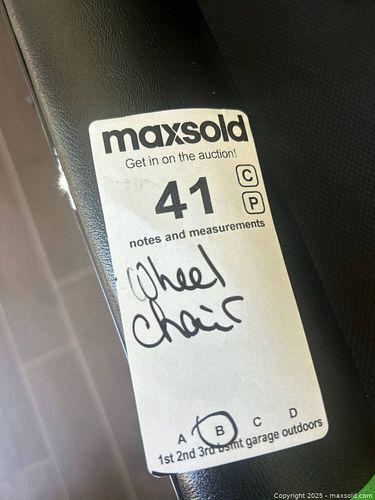 maxsold
Get in on the auction!
41
C
P
notes and measurements
Wheel
chair
A B C D
1st 2nd 3rd bsmt garage outdoors
Copyright 2025 - maxsold.com